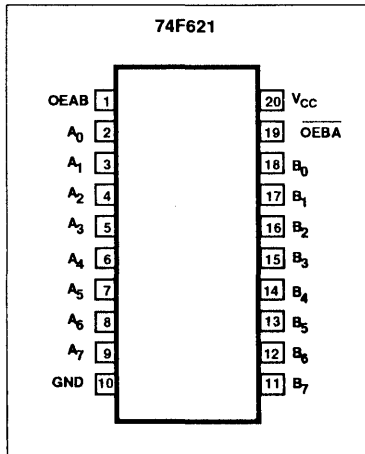 74F621
OEAB 1 20 VCC
A0 2 19 OEBA
A1 3 18 B0
A2 4 17 B1
A3 5 16 B2
A4 6 15 B3
A5 7 14 B4
A6 8 13 B5
A7 9 12 B6
GND 10 11 B7